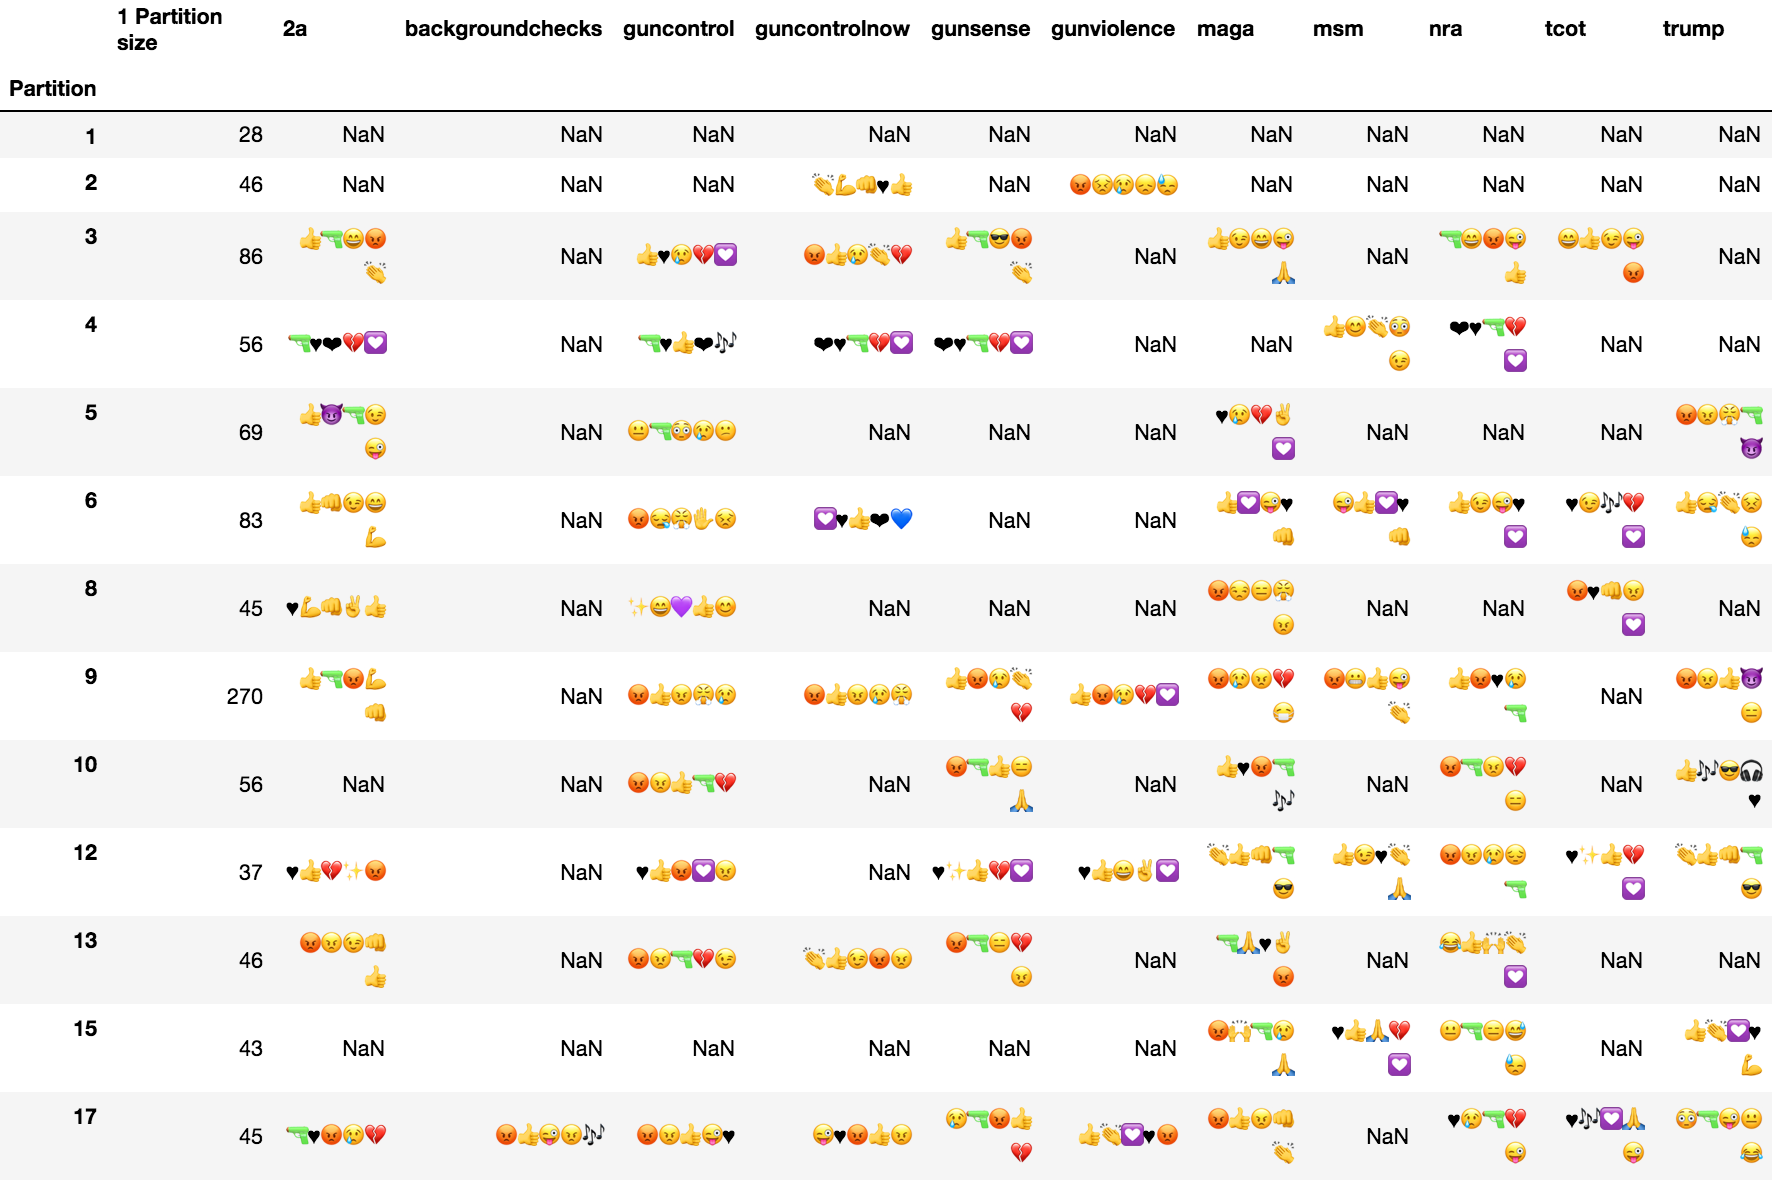 1 Partition size 2a backgroundchecks guncontrol guncontrolnow gunsense gunviolence maga msm nra tcot trump
Partition
1 28 NaN NaN NaN NaN NaN NaN NaN NaN NaN NaN NaN
2 46 NaN NaN NaN 👏💪👊♥👍 NaN 😡😣😢😞😓 NaN NaN NaN NaN NaN
3 86 👍🔫😄😡👏 NaN 👍♥😢💔💟 😡👍😢👏💔 👍🔫😎😡👏 NaN 👍😉😄😜🙏 NaN 🔫😄😡😜👍 😄👍😉😜😡 NaN
4 56 🔫♥❤💔💟 NaN 🔫♥👍❤🎶 ❤♥🔫💔💟 ❤♥🔫💔💟 NaN NaN 👍😊👏😳😉 ❤♥🔫💔💟 NaN NaN
5 69 👍😈🔫😉😜 NaN 😐🔫😳😢😕 NaN NaN NaN ♥😢💔✌💟 NaN NaN NaN 😡😠😤🔫😈
6 83 👍👊😉😄💪 NaN 😡😪😤✋😣 💟♥👍❤💙 NaN NaN 👍💟😜♥👊 😜👍💟♥👊 👍😉😜♥💟 ♥😉🎶💔💟 👍😪👏😣😓
8 45 ♥💪👊✌👍 NaN ✨😄💜👍😊 NaN NaN NaN 😡😒😑😤😠 NaN NaN 😡♥👊😠💟 NaN
9 270 👍🔫😡💪👊 NaN 😡👍😠😤😢 😡👍😠😢😤 👍😡😢👏💔 👍😡😢💔💟 😡😢😠💔😷 😡😬👍😜👏 👍😡♥😢🔫 NaN 😡😠👍😈😑
10 56 NaN NaN 😡😠👍🔫💔 NaN 😡🔫👍😑🙏 NaN 👍♥😡🔫🎶 NaN 😡🔫😠💔😑 NaN 👍🎶😎🎧♥
12 37 ♥👍💔✨😡 NaN ♥👍😡💟😠 NaN ♥✨👍💔💟 ♥👍😄✌💟 👏👍👊🔫😎 👍😉♥👏🙏 😡😠😢😔🔫 ♥✨👍💔💟 👏👍👊🔫😎
13 46 😡😠😉👊👍 NaN 😡😠🔫💔😉 👏👍😉😡😠 😡🔫😑💔😠 NaN 🔫🙏♥✌😡 NaN 😂👍🙌👏💟 NaN NaN
15 43 NaN NaN NaN NaN NaN NaN 😡🙌🔫😢🙏 ♥👍🙏💔💟 😐🔫😑😅😓 NaN 👍👏💟♥💪
17 45 🔫♥😡😢💔 😡👍😜😠🎶 😡😠👍😜♥ 😜♥😡👍😠 😢🔫😡👍💔 👍👏💟♥😡 😡👍😠👊👏 NaN ♥😢🔫💔😜 ♥🎶💟🙏😜 😳🔫😜😐😂